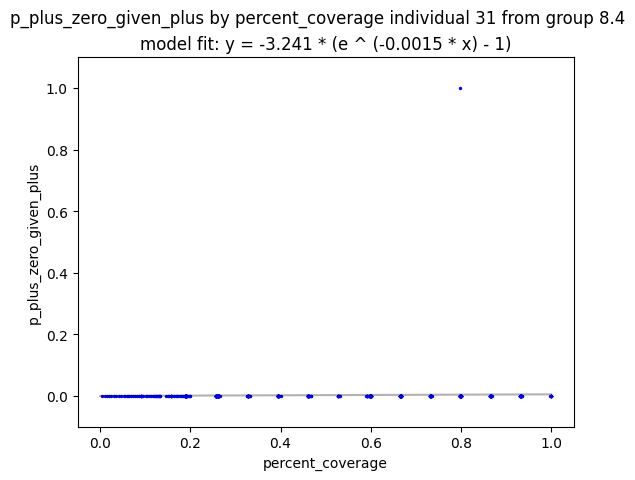 p_plus_zero_given_plus by percent_coverage individual 31 from group 8.4
model fit: y = -3.241 * (e ^ (-0.0015 * x) - 1)
1.0
0.8
0.6
0.4
0.2
0.0
p_plus_zero_given_plus
0.0 0.2 0.4 0.6 0.8 1.0
percent_coverage